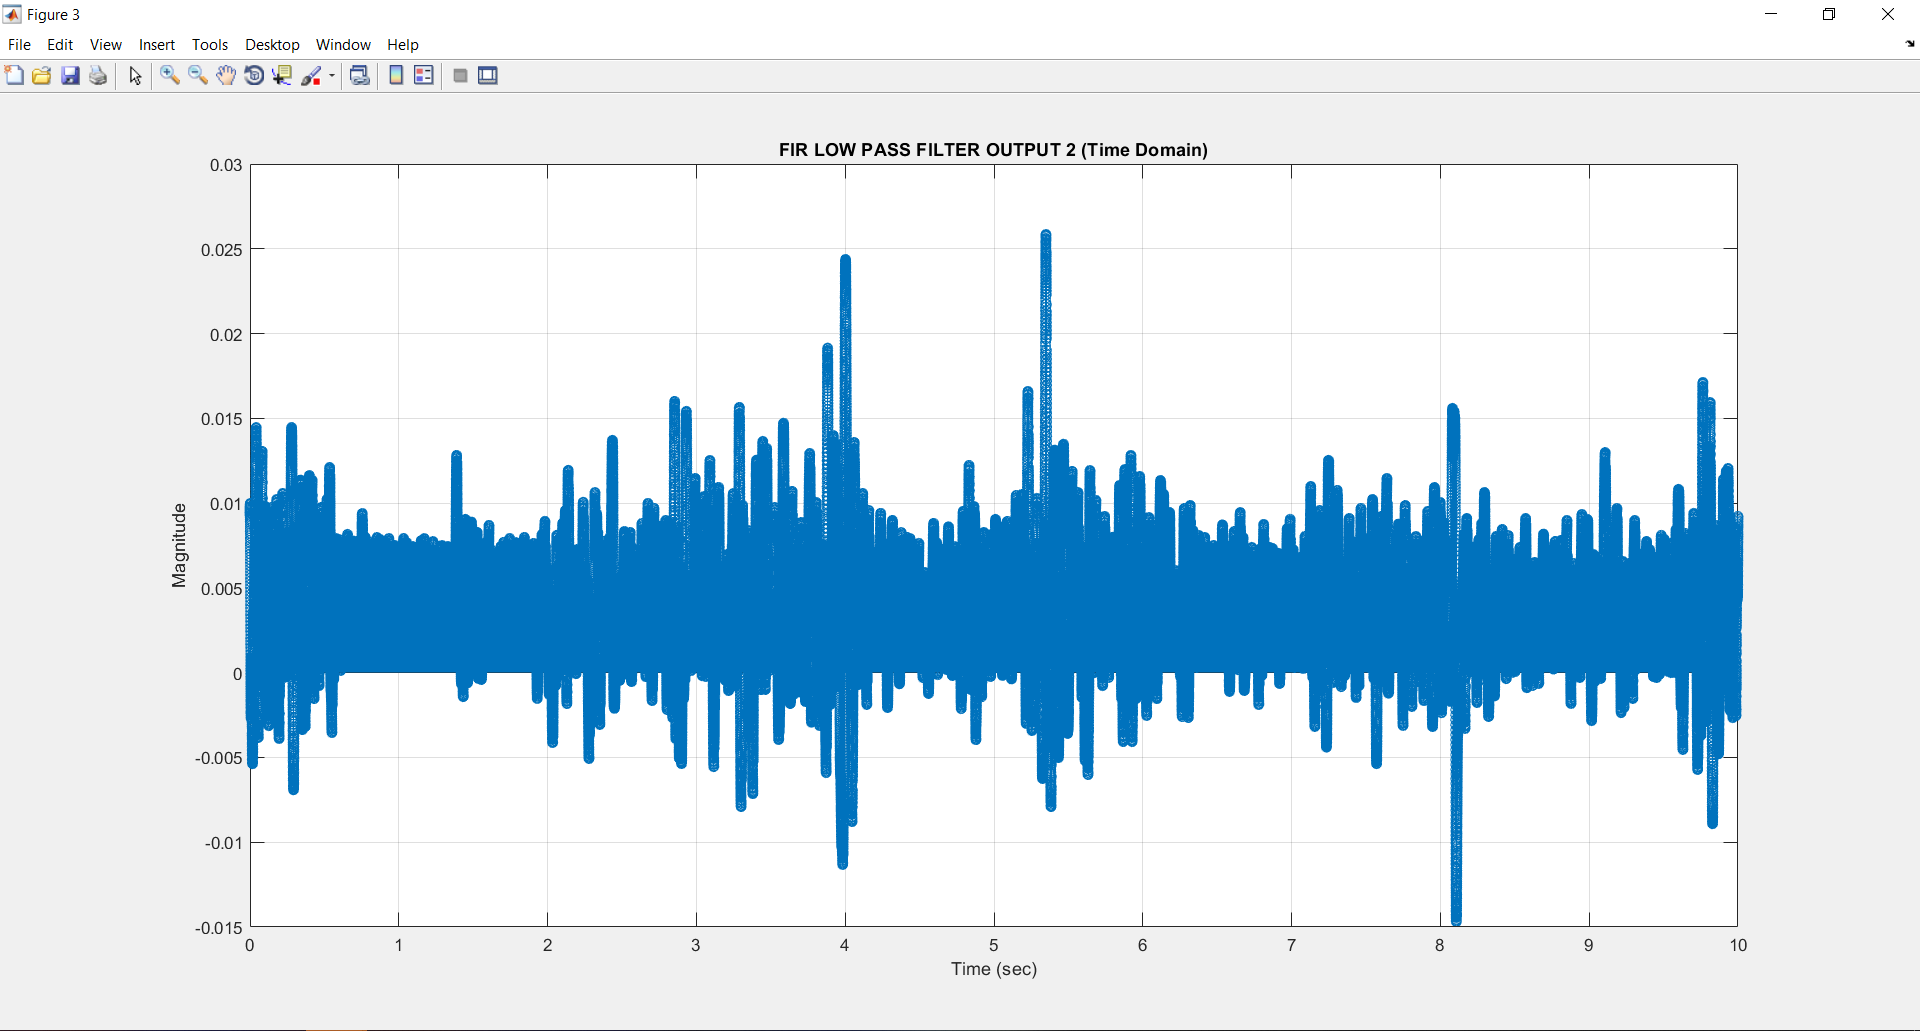 Figure 3
File Edit View Insert Tools Desktop Window Help
FIR LOW PASS FILTER OUTPUT 2 (Time Domain)
0.03
0.025
0.02
0.015
0.01
0.005
0
-0.005
-0.01
-0.015
Magnitude
0 1 2 3 4 5 6 7 8 9 10
Time (sec)